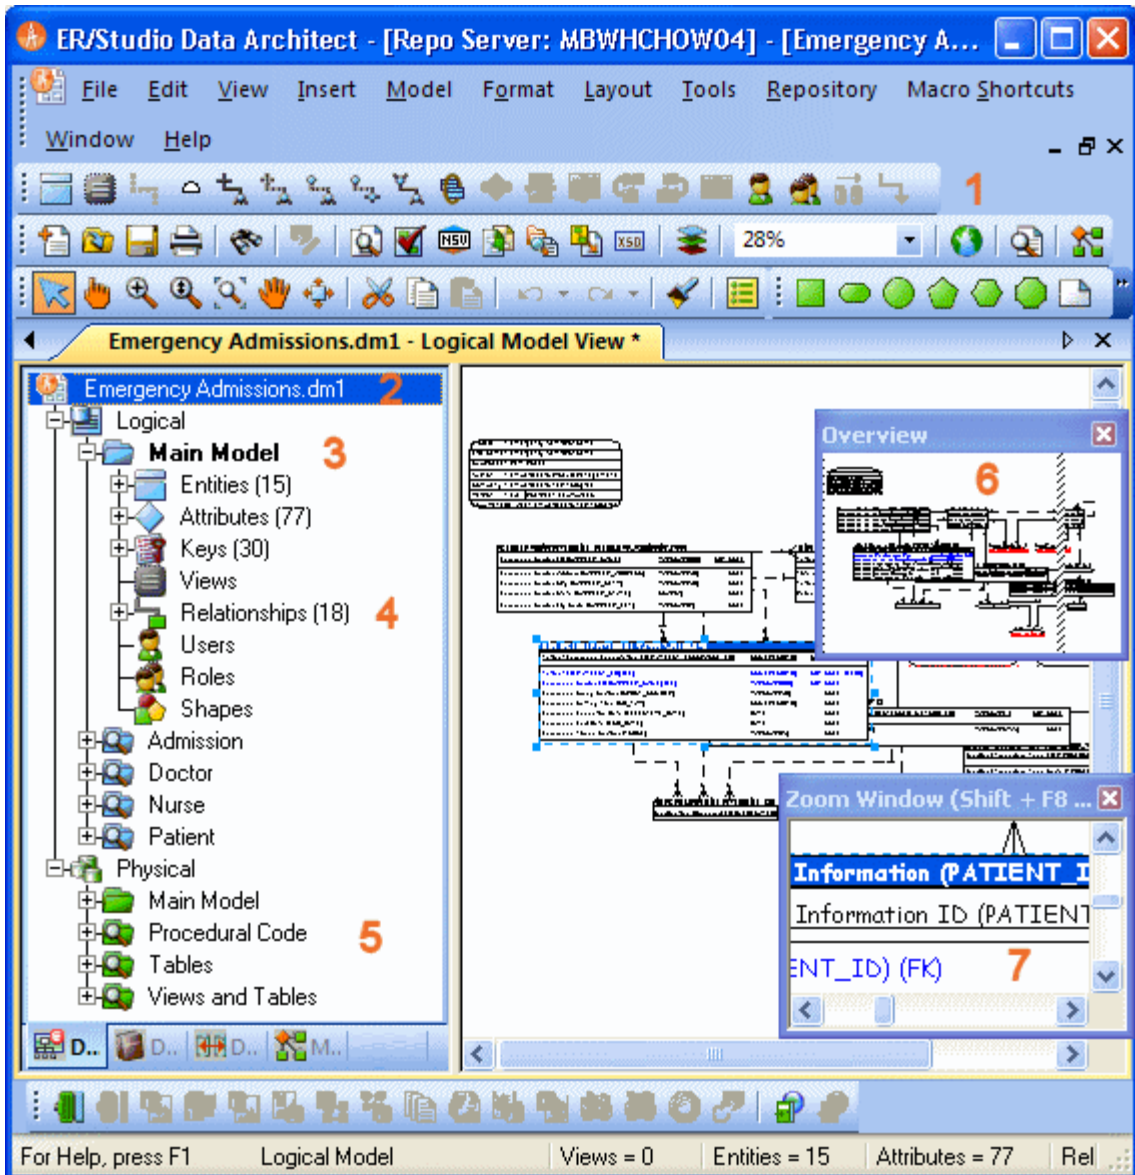 ER/Studio Data Architect - [Repo Server: MBWHCHOW04] - [Emergency A...
File Edit View Insert Model Format Layout Tools Repository Macro Shortcuts
Window Help
1
NSU XSD 28%
Emergency Admissions.dm1 - Logical Model View *
Emergency Admissions.dm1 2
Logical
Main Model 3
Entities (15)
Attributes (77)
Keys (30)
Views
Relationships (18) 4
Users
Roles
Shapes
Admission
Doctor
Nurse
Patient
Physical
Main Model
Procedural Code 5
Tables
Views and Tables
D.. D.. D.. M..
Overview
6
Zoom Window (Shift + F8 ...
Information (PATIENT_I
Information ID (PATIENT
ENT_ID) (FK)
7
For Help, press F1 Logical Model Views = 0 Entities = 15 Attributes = 77 Rel